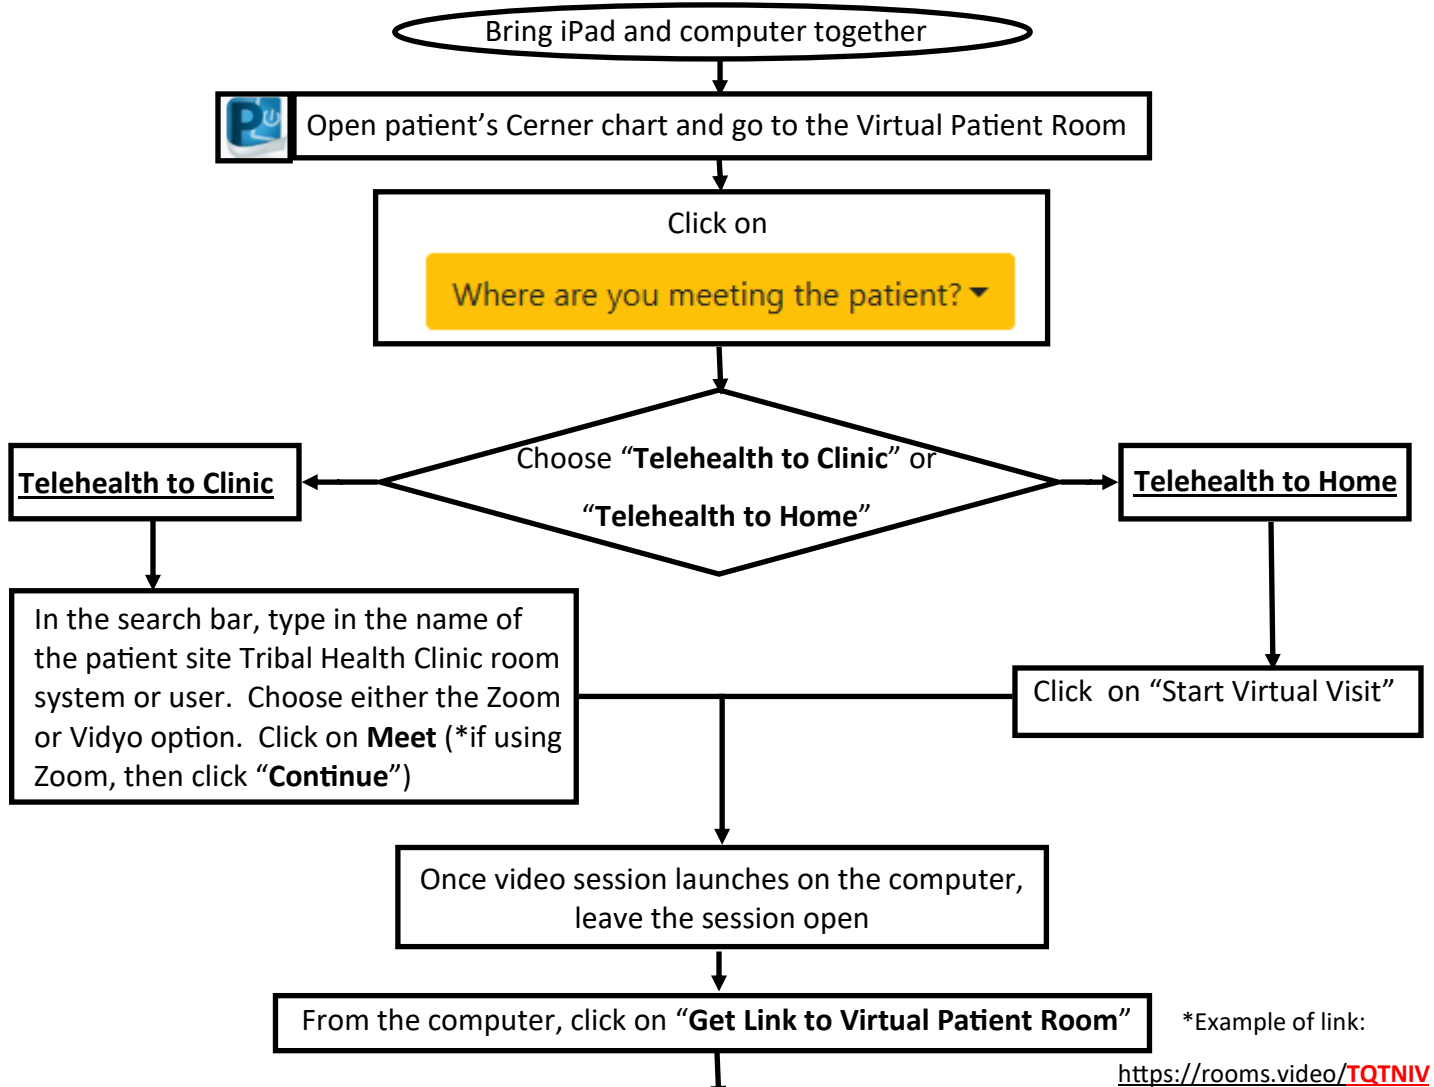 Bring iPad and computer together
P
Open patient's Cerner chart and go to the Virtual Patient Room
Click on
Where are you meeting the patient?
Choose “Telehealth to Clinic” or
“Telehealth to Home”
Telehealth to Clinic
Telehealth to Home
In the search bar, type in the name of
the patient site Tribal Health Clinic room
system or user.  Choose either the Zoom
or Vidyo option.  Click on Meet (*if using
Zoom, then click “Continue”)
Click  on “Start Virtual Visit”
Once video session launches on the computer,
leave the session open
From the computer, click on “Get Link to Virtual Patient Room”
*Example of link:
https://rooms.video/TQTNIV